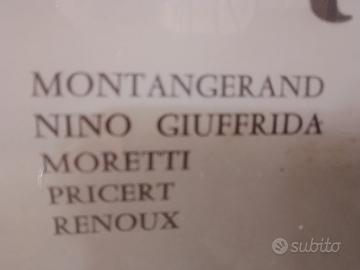 MONTANGERAND
NINO GIUFFRIDA
MORETTI
PRICERT
RENOUX
subito